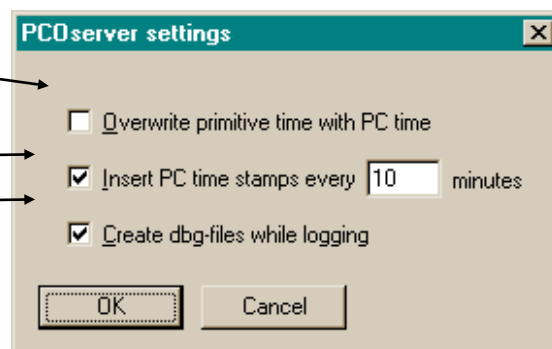 PCOserver settings
Overwrite primitive time with PC time
Insert PC time stamps every 10 minutes
Create dbg-files while logging
OK Cancel